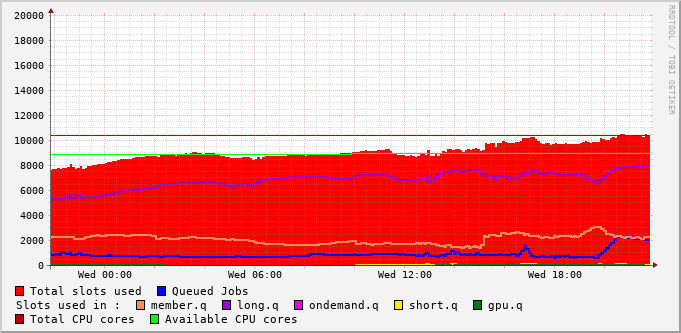 20000
18000
16000
14000
12000
10000
8000
6000
4000
2000
0
Wed 00:00 Wed 06:00 Wed 12:00 Wed 18:00
Total slots used Queued Jobs
Slots used in : member.q long.q ondemand.q short.q gpu.q
Total CPU cores Available CPU cores
RRDTOOL / TOBI OETIKER